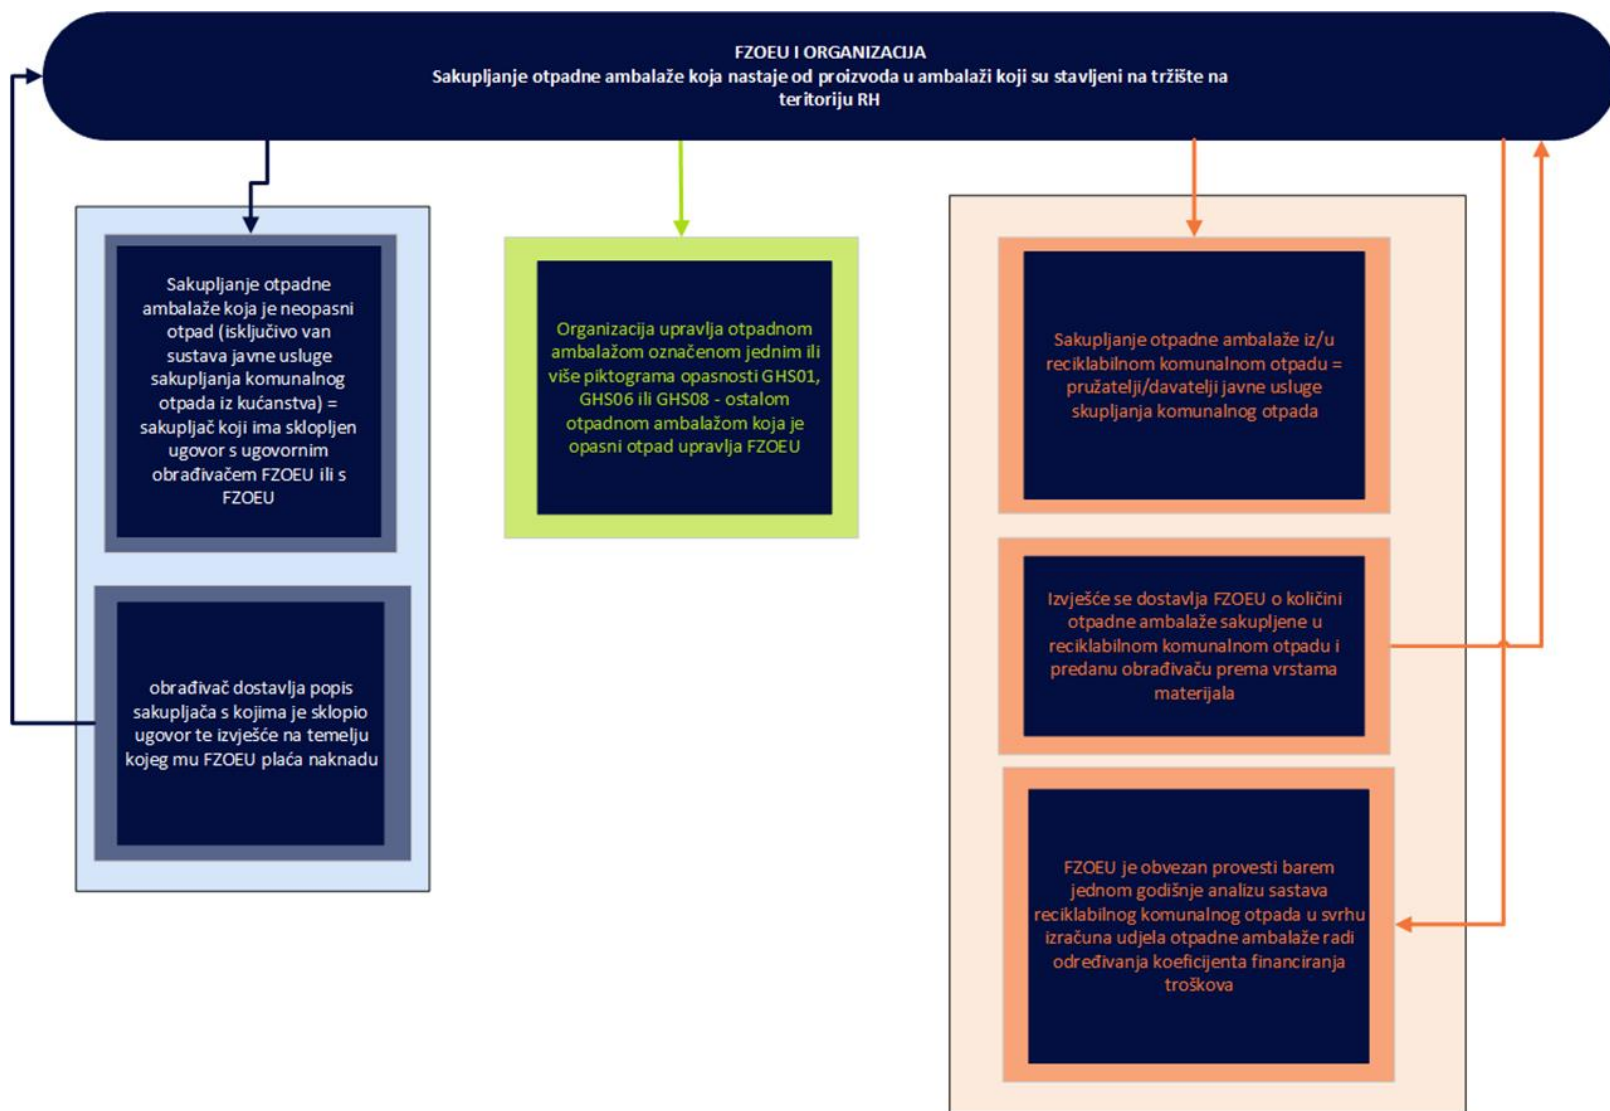 FZOEU I ORGANIZACIJA
Sakupljanje otpadne ambalaže koja nastaje od proizvoda u ambalaži koji su stavljeni na tržište na
teritoriju RH
Sakupljanje otpadne
ambalaže koja je neopasni
otpad (isključivo van
sustava javne usluge
sakupljanja komunalnog
otpada iz kućanstva) =
sakupljač koji ima sklopljen
ugovor s ugovornim
obrađivačem FZOEU ili s
FZOEU
obrađivač dostavlja popis
sakupljača s kojima je sklopio
ugovor te izvješće na temelju
kojeg mu FZOEU plaća naknadu
Organizacija upravlja otpadnom
ambalažom označenom jednim ili
više piktograma opasnosti GHS01,
GHS06 ili GHS08 - ostalom
otpadnom ambalažom koja je
opasni otpad upravlja FZOEU
Sakupljanje otpadne ambalaže iz/u
reciklabilnom komunalnom otpadu =
pružatelji/davatelji javne usluge
skupljanja komunalnog otpada
Izvješće se dostavlja FZOEU o količini
otpadne ambalaže sakupljene u
reciklabilnom komunalnom otpadu i
predanu obrađivaču prema vrstama
materijala
FZOEU je obvezan provesti barem
jednom godišnje analizu sastava
reciklabilnog komunalnog otpada u svrhu
izračuna udjela otpadne ambalaže radi
određivanja koeficijenta financiranja
troškova